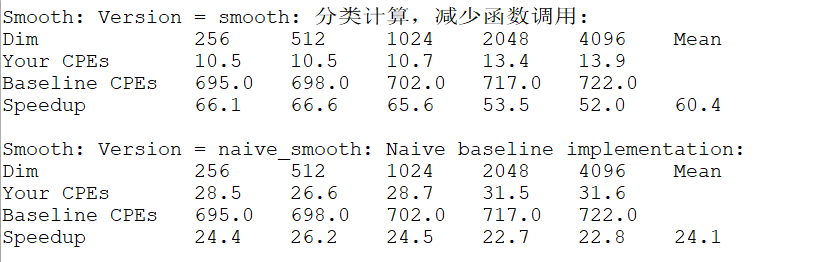 Smooth: Version = smooth: 分类计算，减少函数调用:
Dim 256 512 1024 2048 4096 Mean
Your CPEs 10.5 10.5 10.7 13.4 13.9
Baseline CPEs 695.0 698.0 702.0 717.0 722.0
Speedup 66.1 66.6 65.6 53.5 52.0 60.4
Smooth: Version = naive_smooth: Naive baseline implementation:
Dim 256 512 1024 2048 4096 Mean
Your CPEs 28.5 26.6 28.7 31.5 31.6
Baseline CPEs 695.0 698.0 702.0 717.0 722.0
Speedup 24.4 26.2 24.5 22.7 22.8 24.1